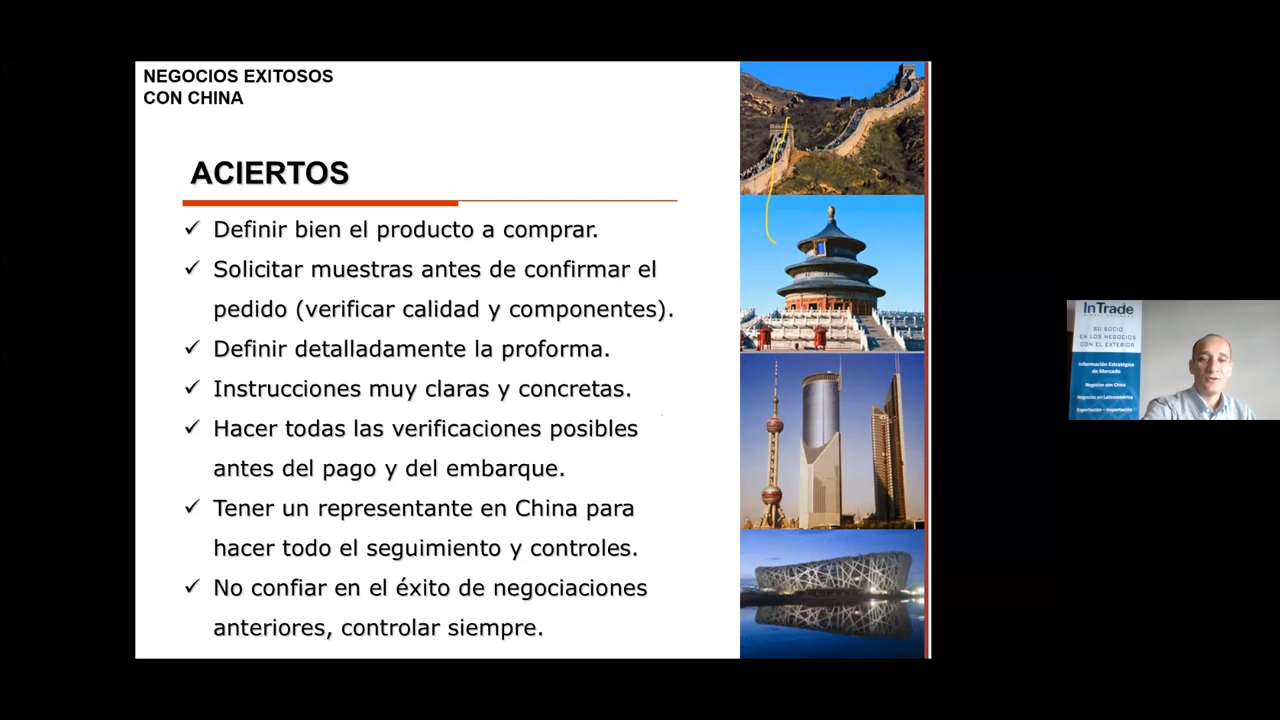 NEGOCIOS EXITOSOS
CON CHINA
ACIERTOS
✓ Definir bien el producto a comprar.
✓ Solicitar muestras antes de confirmar el
pedido (verificar calidad y componentes).
✓ Definir detalladamente la proforma.
✓ Instrucciones muy claras y concretas.
✓ Hacer todas las verificaciones posibles
antes del pago y del embarque.
✓ Tener un representante en China para
hacer todo el seguimiento y controles.
✓ No confiar en el éxito de negociaciones
anteriores, controlar siempre.
InTrade
SU SOCIO
EN LOS NEGOCIOS
CON EL EXTERIOR
Información Estratégica
de Mercado
Negocios con China
Negocios en Latinoamérica
Exportación - Importación